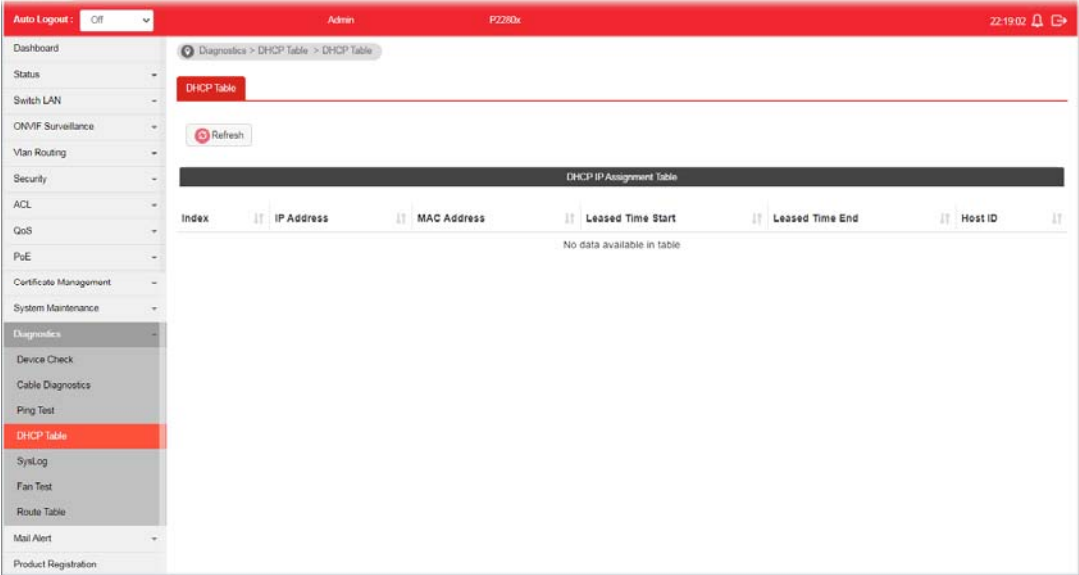 Auto Logout : Off Admin P2280x 22:19:02
Dashboard
Status
Switch LAN
ONVIF Surveillance
Vlan Routing
Security
ACL
QoS
PoE
Certificate Management
System Maintenance
Diagnostics
Device Check
Cable Diagnostics
Ping Test
DHCP Table
SysLog
Fan Test
Route Table
Mail Alert
Product Registration
Diagnostics > DHCP Table > DHCP Table
DHCP Table
Refresh
DHCP IP Assignment Table
Index IP Address MAC Address Leased Time Start Leased Time End Host ID
No data available in table